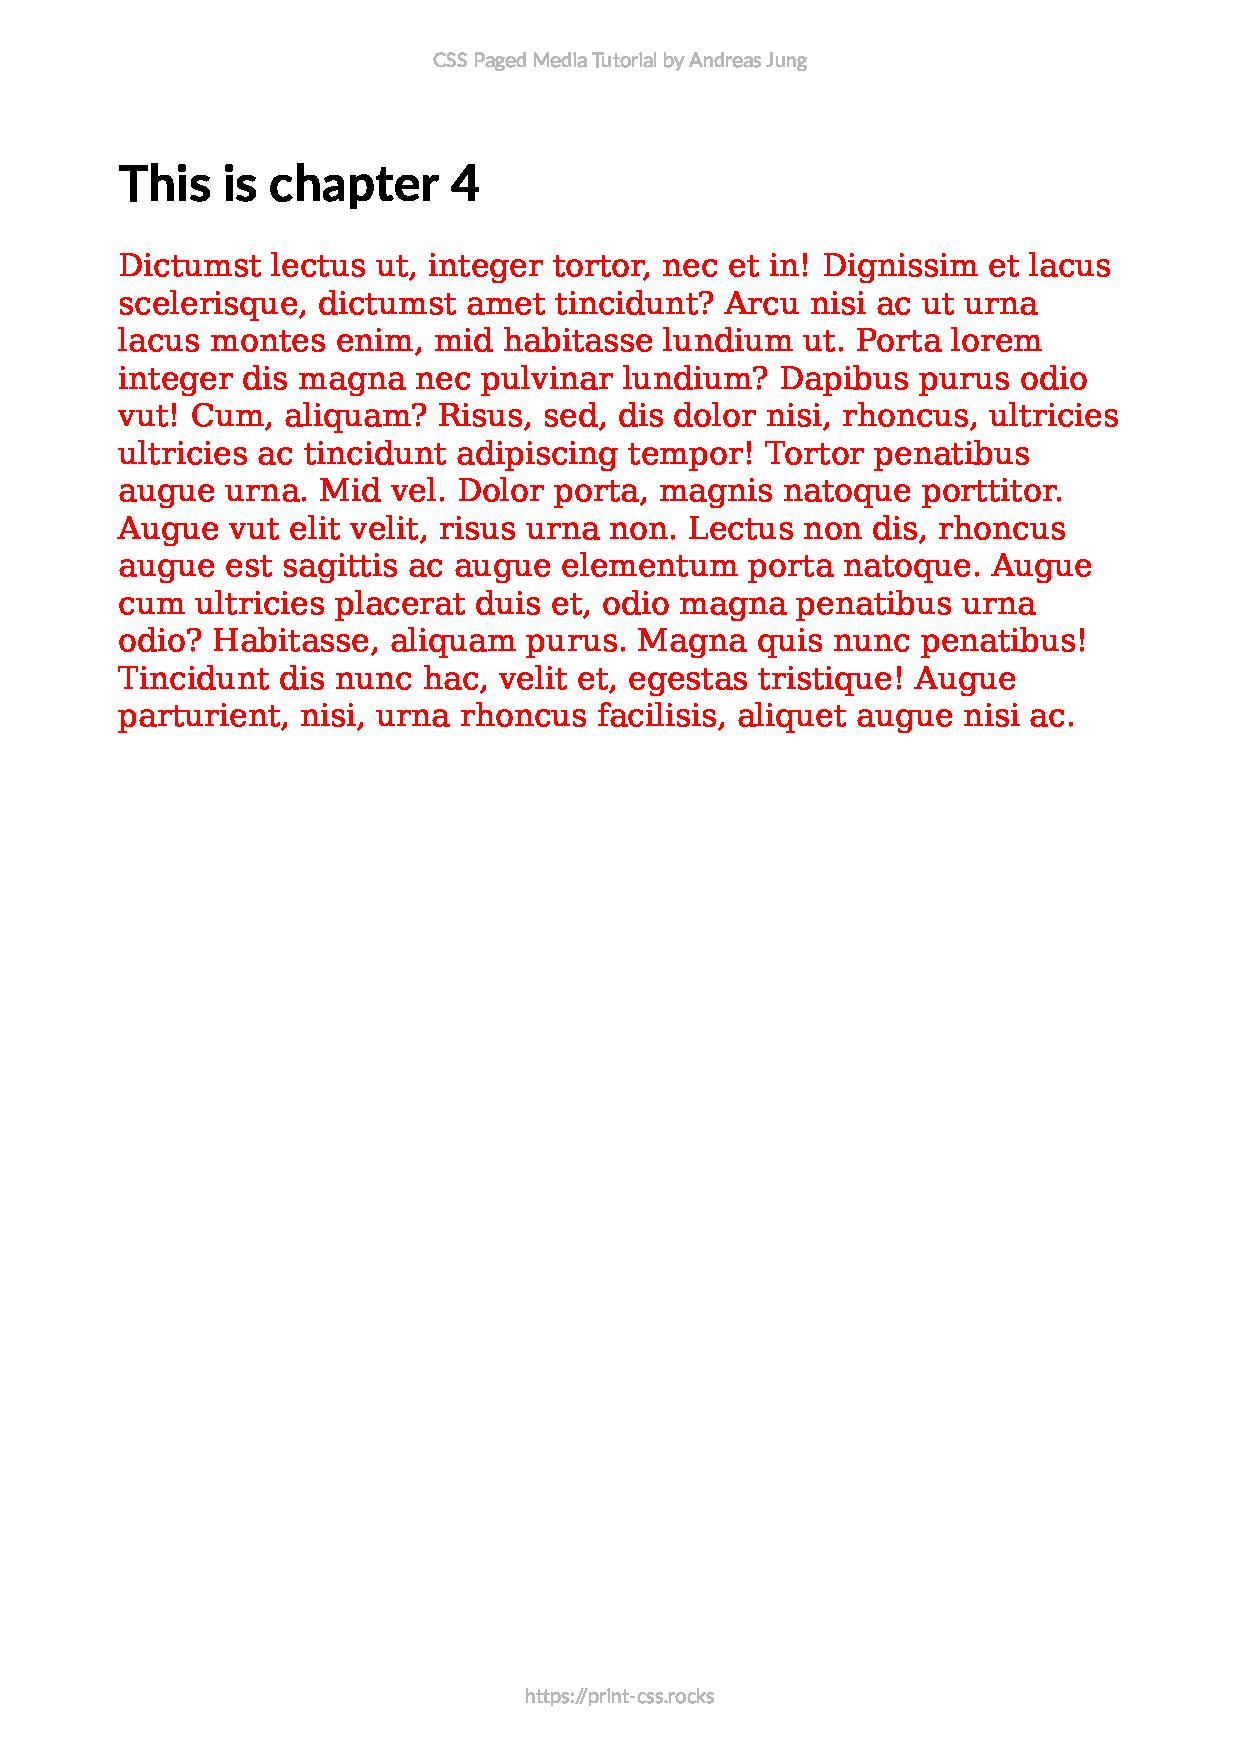 CSS Paged Media Tutorial by Andreas Jung
This is chapter 4
Dictumst lectus ut, integer tortor, nec et in! Dignissim et lacus
scelerisque, dictumst amet tincidunt? Arcu nisi ac ut urna
lacus montes enim, mid habitasse lundium ut. Porta lorem
integer dis magna nec pulvinar lundium? Dapibus purus odio
vut! Cum, aliquam? Risus, sed, dis dolor nisi, rhoncus, ultricies
ultricies ac tincidunt adipiscing tempor! Tortor penatibus
augue urna. Mid vel. Dolor porta, magnis natoque porttitor.
Augue vut elit velit, risus urna non. Lectus non dis, rhoncus
augue est sagittis ac augue elementum porta natoque. Augue
cum ultricies placerat duis et, odio magna penatibus urna
odio? Habitasse, aliquam purus. Magna quis nunc penatibus!
Tincidunt dis nunc hac, velit et, egestas tristique! Augue
parturient, nisi, urna rhoncus facilisis, aliquet augue nisi ac.
https://print-css.rocks